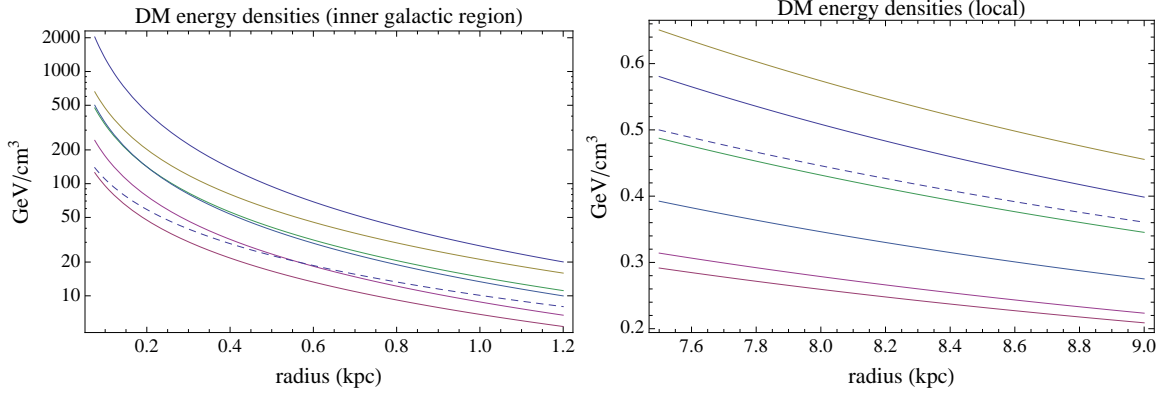 DM energy densities (inner galactic region)
2000
1000
500
200
100
50
20
10
GeV/cm³
0.2 0.4 0.6 0.8 1.0 1.2
radius (kpc)
DM energy densities (local)
0.6
0.5
0.4
0.3
0.2
GeV/cm³
7.6 7.8 8.0 8.2 8.4 8.6 8.8 9.0
radius (kpc)